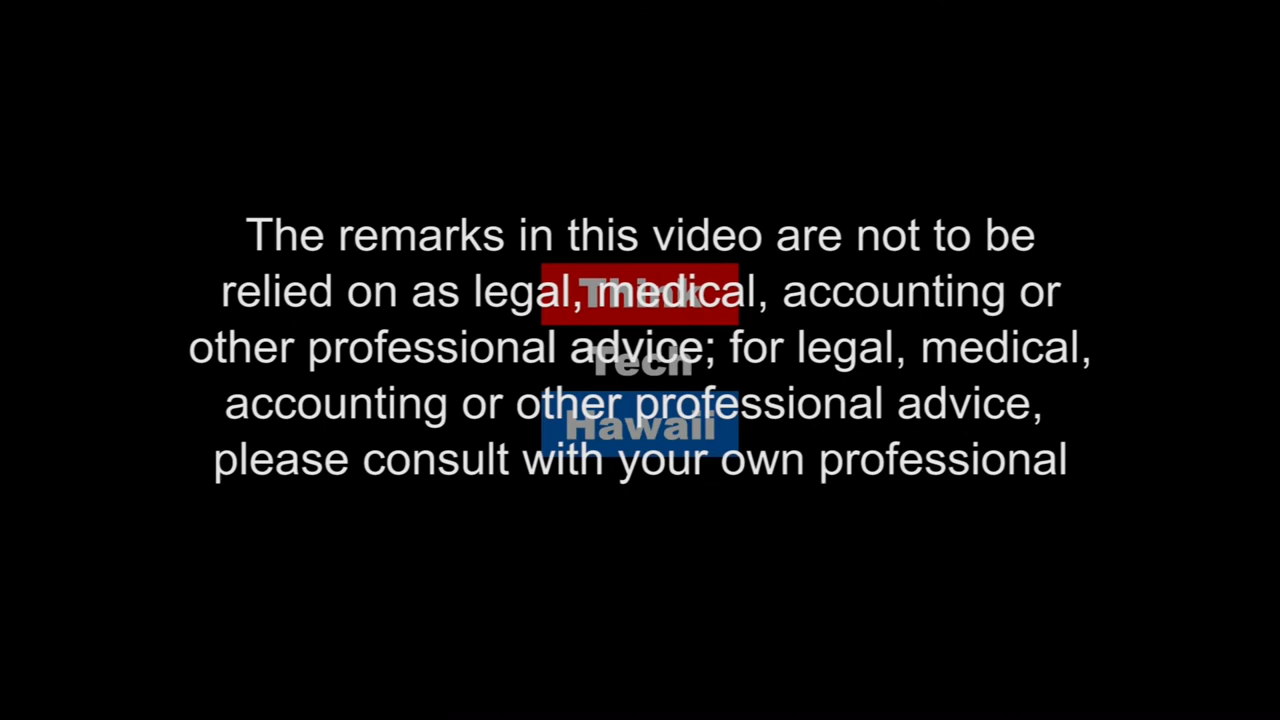 The remarks in this video are not to be
relied on as legal, medical, accounting or
other professional advice; for legal, medical,
accounting or other professional advice,
please consult with your own professional
Think
Tech
Hawaii